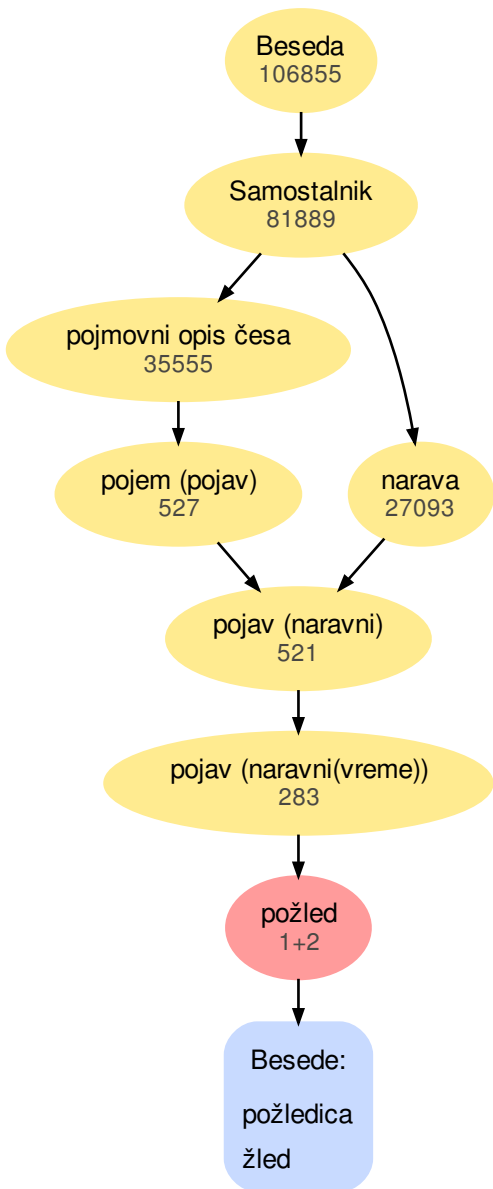 Beseda
106855
Samostalnik
81889
pojmovni opis česa
35555
pojem (pojav)
527
narava
27093
pojav (naravni)
521
pojav (naravni(vreme))
283
požled
1+2
Besede:
požledica
žled